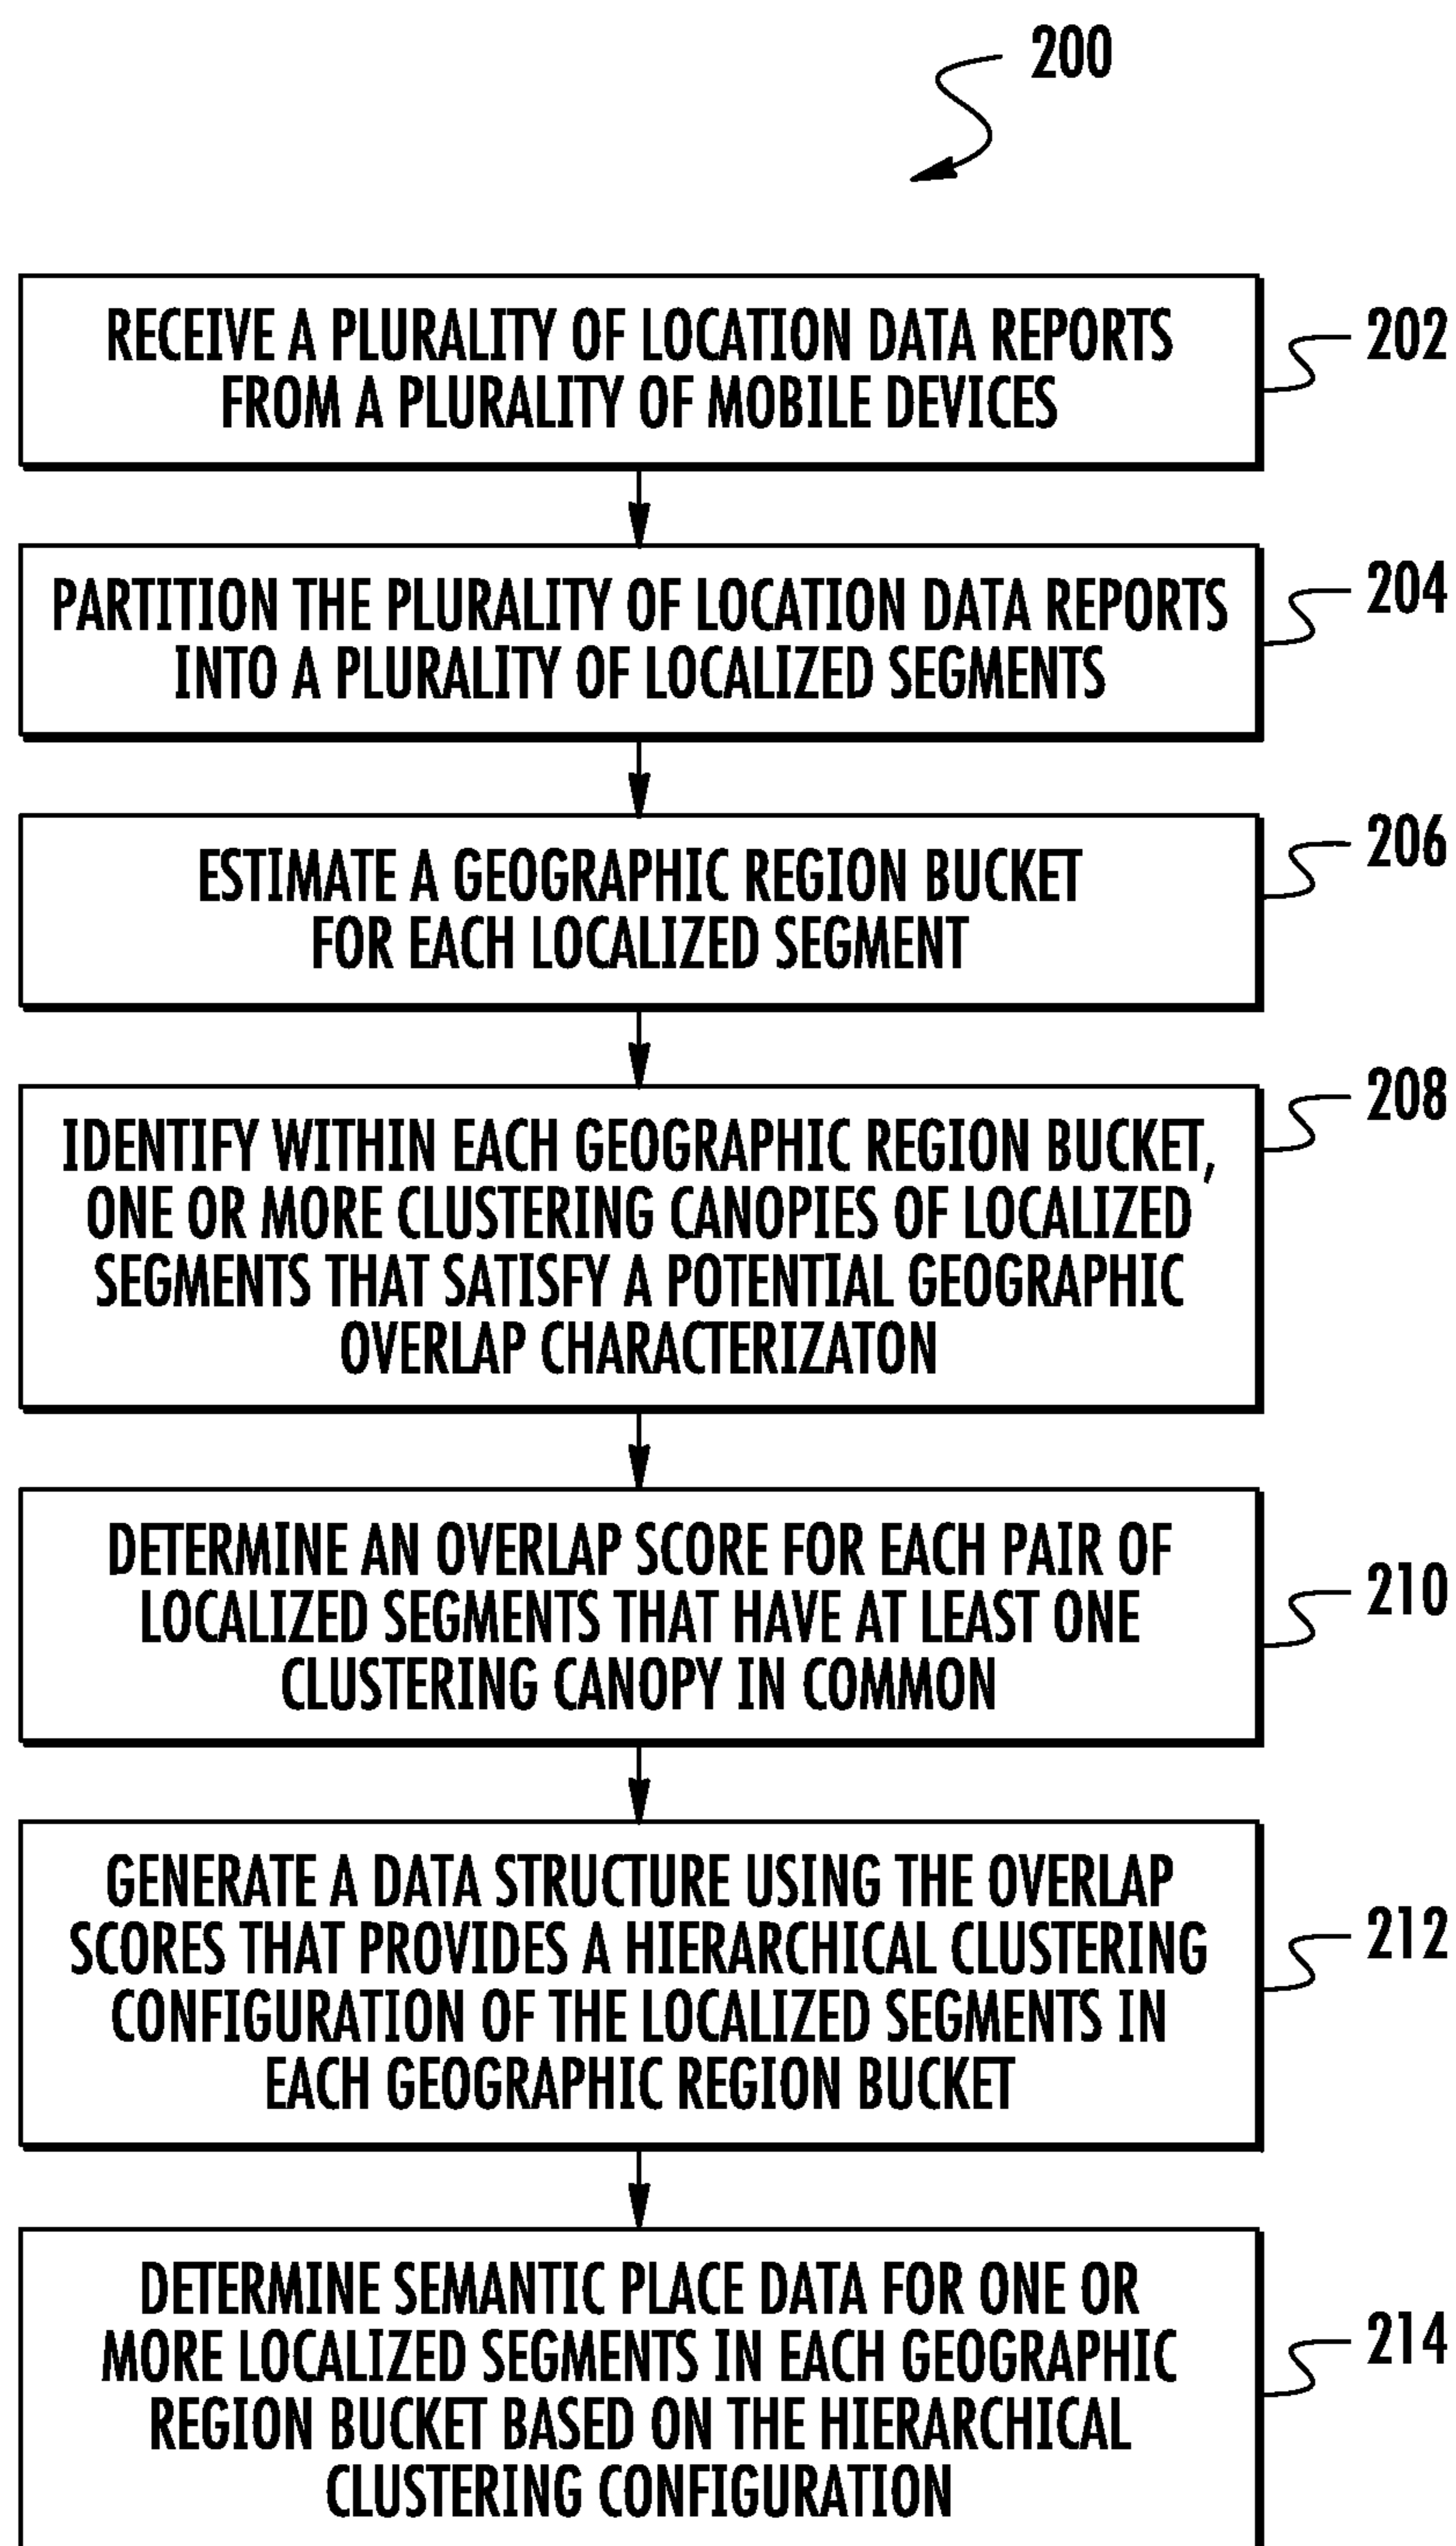 200
RECEIVE A PLURALITY OF LOCATION DATA REPORTS
FROM A PLURALITY OF MOBILE DEVICES
202
PARTITION THE PLURALITY OF LOCATION DATA REPORTS
INTO A PLURALITY OF LOCALIZED SEGMENTS
204
ESTIMATE A GEOGRAPHIC REGION BUCKET
FOR EACH LOCALIZED SEGMENT
206
IDENTIFY WITHIN EACH GEOGRAPHIC REGION BUCKET,
ONE OR MORE CLUSTERING CANOPIES OF LOCALIZED
SEGMENTS THAT SATISFY A POTENTIAL GEOGRAPHIC
OVERLAP CHARACTERIZATON
208
DETERMINE AN OVERLAP SCORE FOR EACH PAIR OF
LOCALIZED SEGMENTS THAT HAVE AT LEAST ONE
CLUSTERING CANOPY IN COMMON
210
GENERATE A DATA STRUCTURE USING THE OVERLAP
SCORES THAT PROVIDES A HIERARCHICAL CLUSTERING
CONFIGURATION OF THE LOCALIZED SEGMENTS IN
EACH GEOGRAPHIC REGION BUCKET
212
DETERMINE SEMANTIC PLACE DATA FOR ONE OR
MORE LOCALIZED SEGMENTS IN EACH GEOGRAPHIC
REGION BUCKET BASED ON THE HIERARCHICAL
CLUSTERING CONFIGURATION
214